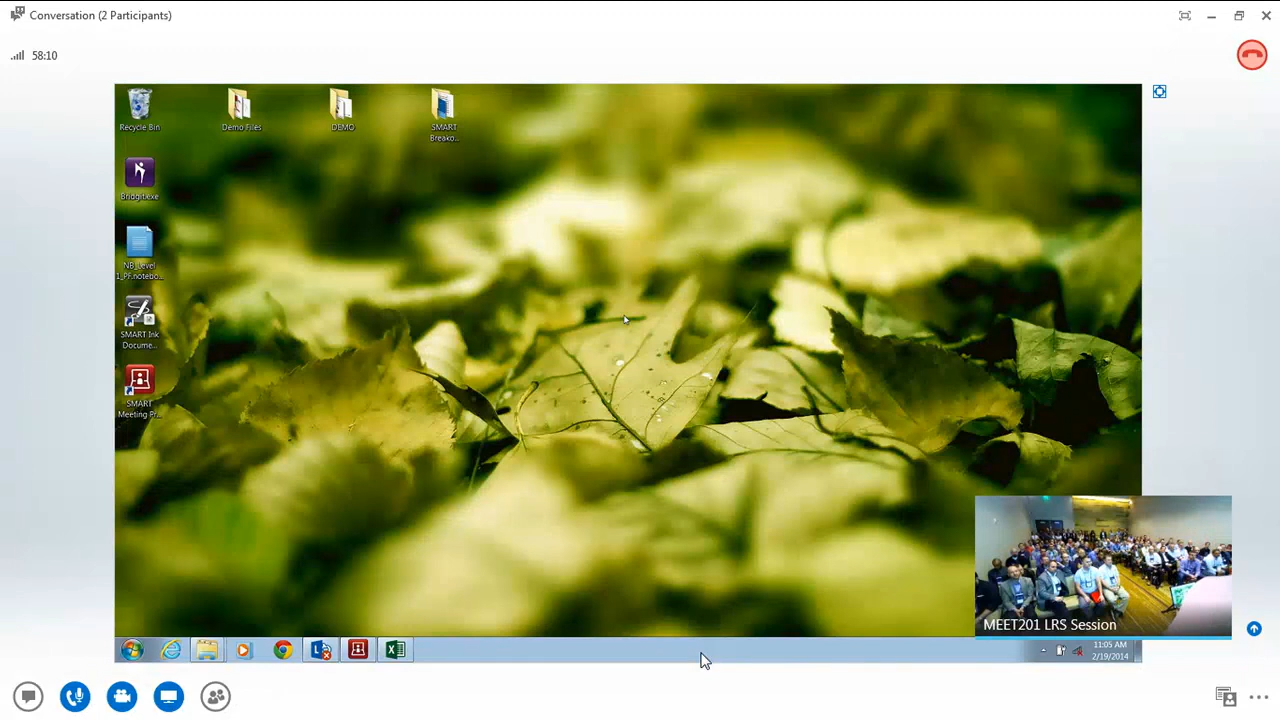 Conversation (2 Participants)
58:10
Recycle Bin
Demo Files
DEMO
SMART
Breako...
Bridgit.exe
NB_Level
1_PF.notebo...
SMART Ink
Docume...
SMART
Meeting Pr...
MEET201 LRS Session
11:05 AM
2/19/2014